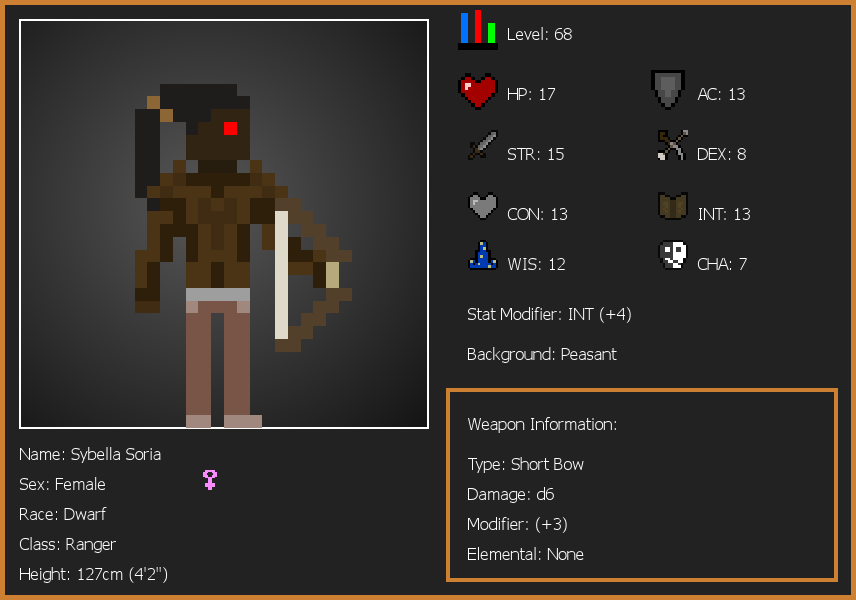 Level: 68
HP: 17
AC: 13
STR: 15
DEX: 8
CON: 13
INT: 13
WIS: 12
CHA: 7
Stat Modifier: INT (+4)
Background: Peasant
Weapon Information:
Type: Short Bow
Damage: d6
Modifier: (+3)
Elemental: None
Name: Sybella Soria
Sex: Female
Race: Dwarf
Class: Ranger
Height: 127cm (4'2")